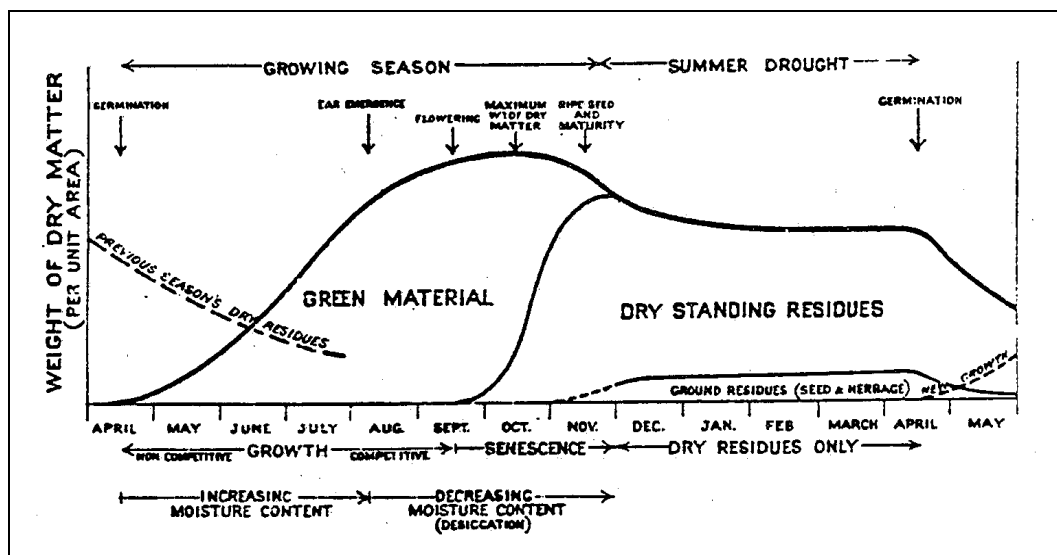 GROWING SEASON
SUMMER DROUGHT
GERMINATION
EAR EMERGENCE
FLOWERING
MAXIMUM
WT OF DRY
MATTER
RIPE SEED
AND
MATURITY
GERMINATION
WEIGHT OF DRY MATTER
(PER UNIT AREA)
PREVIOUS SEASON'S DRY RESIDUES
GREEN MATERIAL
DRY STANDING RESIDUES
GROUND RESIDUES (SEED & HERBAGE)
NEW GROWTH
APRIL MAY JUNE JULY AUG. SEPT. OCT. NOV. DEC. JAN. FEB MARCH APRIL MAY
NON COMPETITIVE GROWTH COMPETITIVE SENESCENCE DRY RESIDUES ONLY
INCREASING
MOISTURE CONTENT
DECREASING
MOISTURE CONTENT
(DESICCATION)